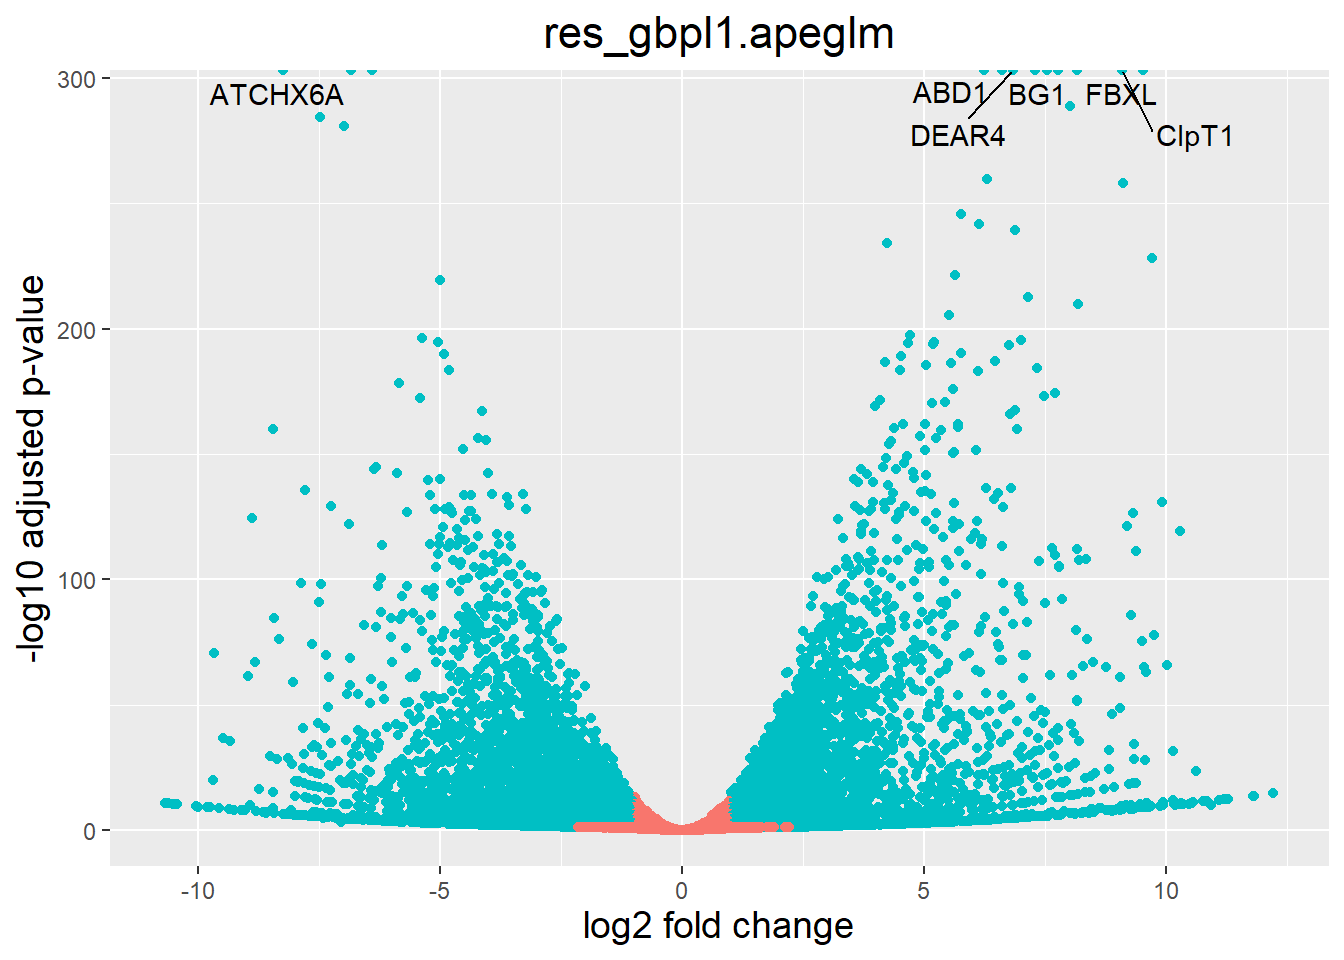 res_gbpl1.apeglm
300
ATCHX6A
ABD1
BG1
FBXL
DEAR4
ClpT1
200
100
0
-log10 adjusted p-value
-10
-5
0
5
10
log2 fold change